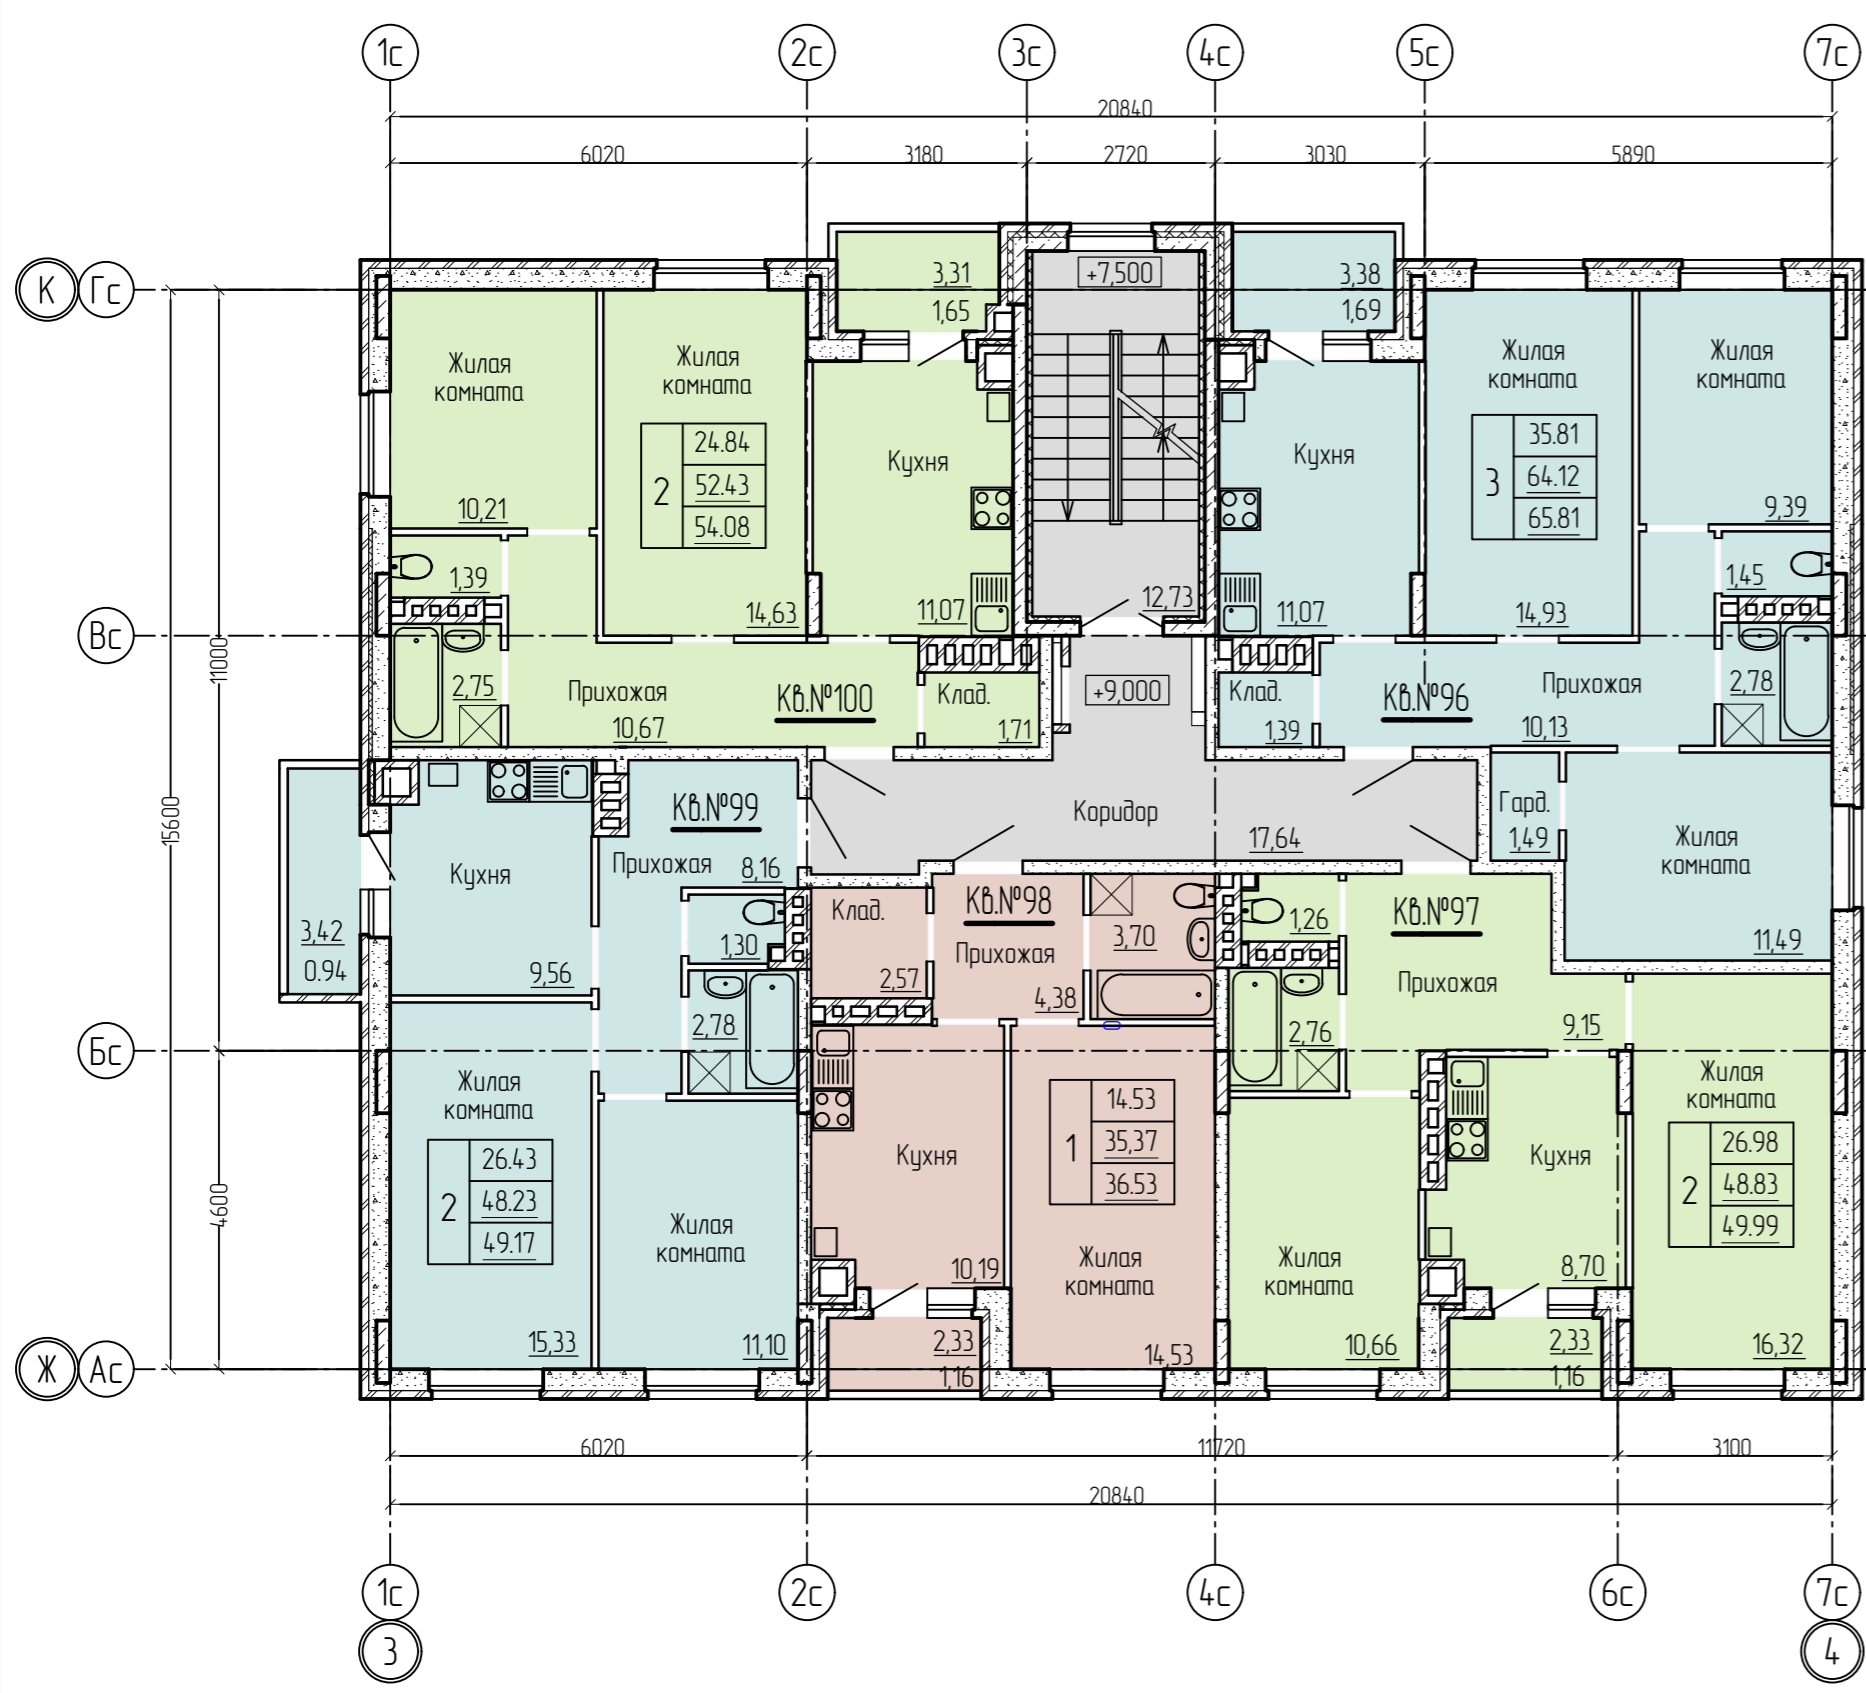 1с 2с 3с 4с 5с 7с
20840
6020 3180 2720 3030 5890
К Гс
3,31 +7,500 3,38
1,65 1,69
Жилая комната
10,21
Жилая комната
2 24.84 52.43 54.08
14,63
Кухня
11,07
12,73
Кухня
11,07
Жилая комната
3 35.81 64.12 65.81
14,93
Жилая комната
9,39
1,39
1,45
Вс
2,75
Прихожая
10,67
Кв.№100
Клад.
1,71
+9,000
Клад.
1,39
Кв.№96
Прихожая
10,13
2,78
11000
15600
4600
3,42
0.94
Кухня
9,56
Кв.№99
Прихожая
8,16
1,30
2,78
Коридор
17,64
Гард.
1,49
Жилая комната
11,49
Клад.
2,57
Кв.№98
Прихожая
4,38
3,70
1,26
2,76
Кв.№97
Прихожая
9,15
Бс
Жилая комната
2 26.43 48.23 49.17
15,33
Жилая комната
11,10
Кухня
10,19
2,33
1,16
1 14.53 35,37 36.53
Жилая комната
14,53
Жилая комната
10,66
Кухня
8,70
2,33
1,16
Жилая комната
2 26.98 48.83 49.99
16,32
Ж Ас
6020 11720 3100
20840
1с 2с 4с 6с 7с
3 4